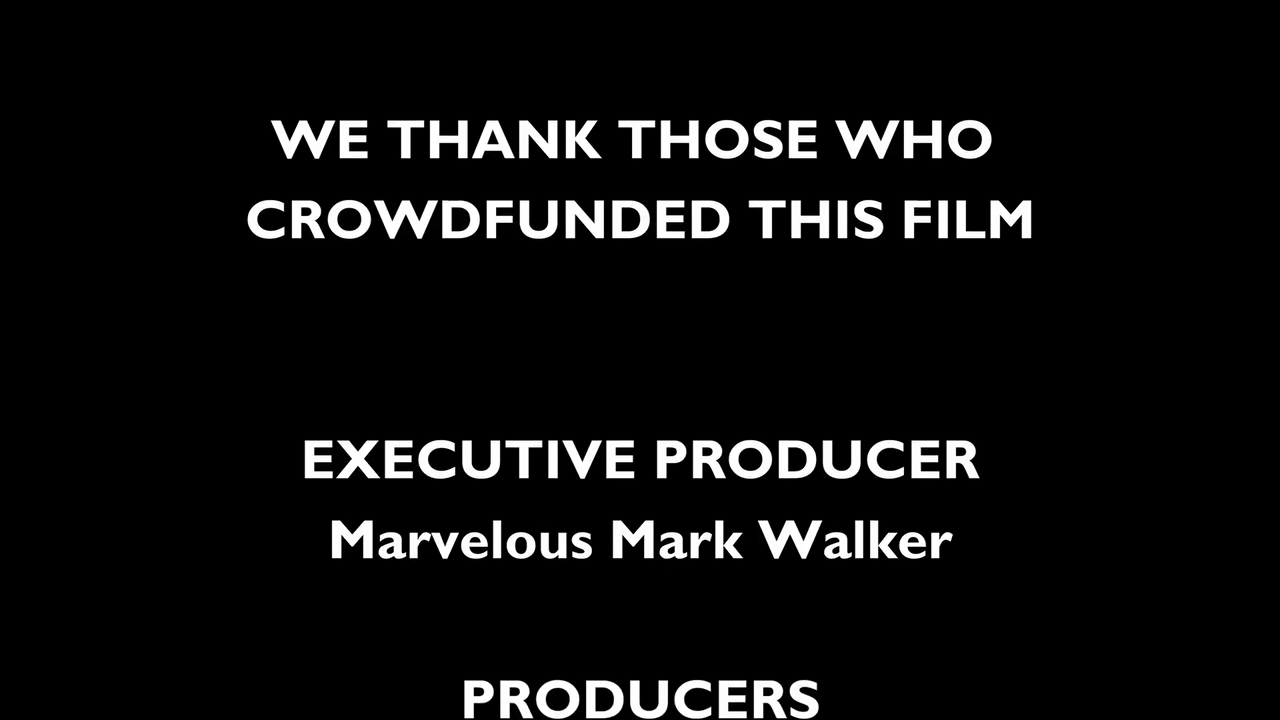 WE THANK THOSE WHO
CROWDFUNDED THIS FILM
EXECUTIVE PRODUCER
Marvelous Mark Walker
PRODUCERS